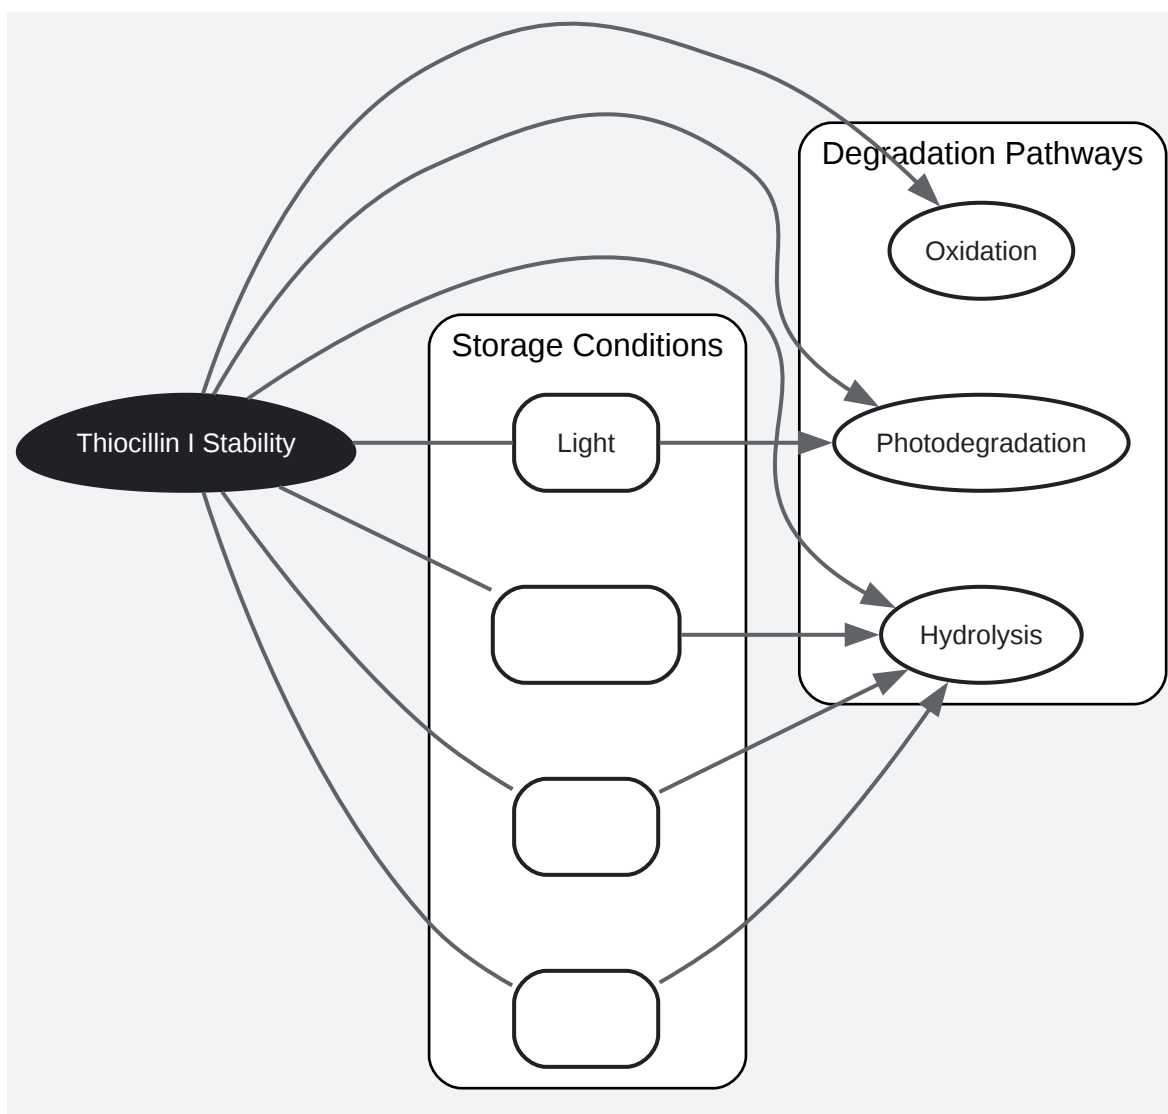 Degradation Pathways
Oxidation
Storage Conditions
Thiocillin I Stability
Light
Photodegradation
Hydrolysis